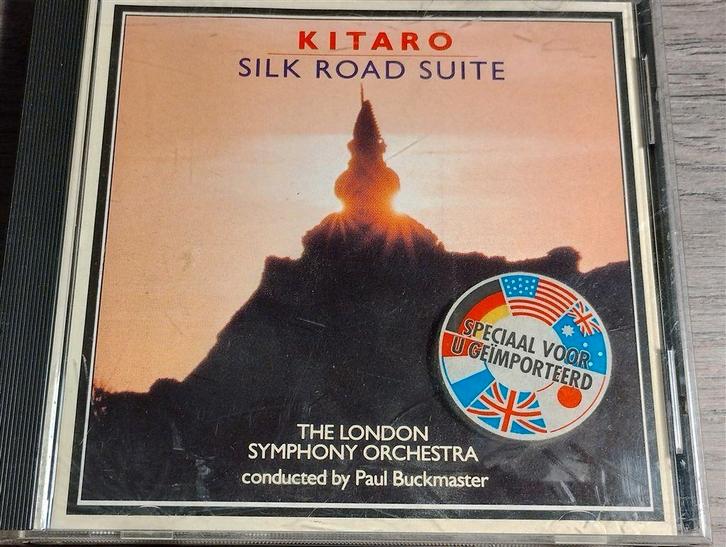 KITARO
SILK ROAD SUITE
SPECIAAL VOOR
U GEÏMPORTEERD
THE LONDON
SYMPHONY ORCHESTRA
conducted by Paul Buckmaster